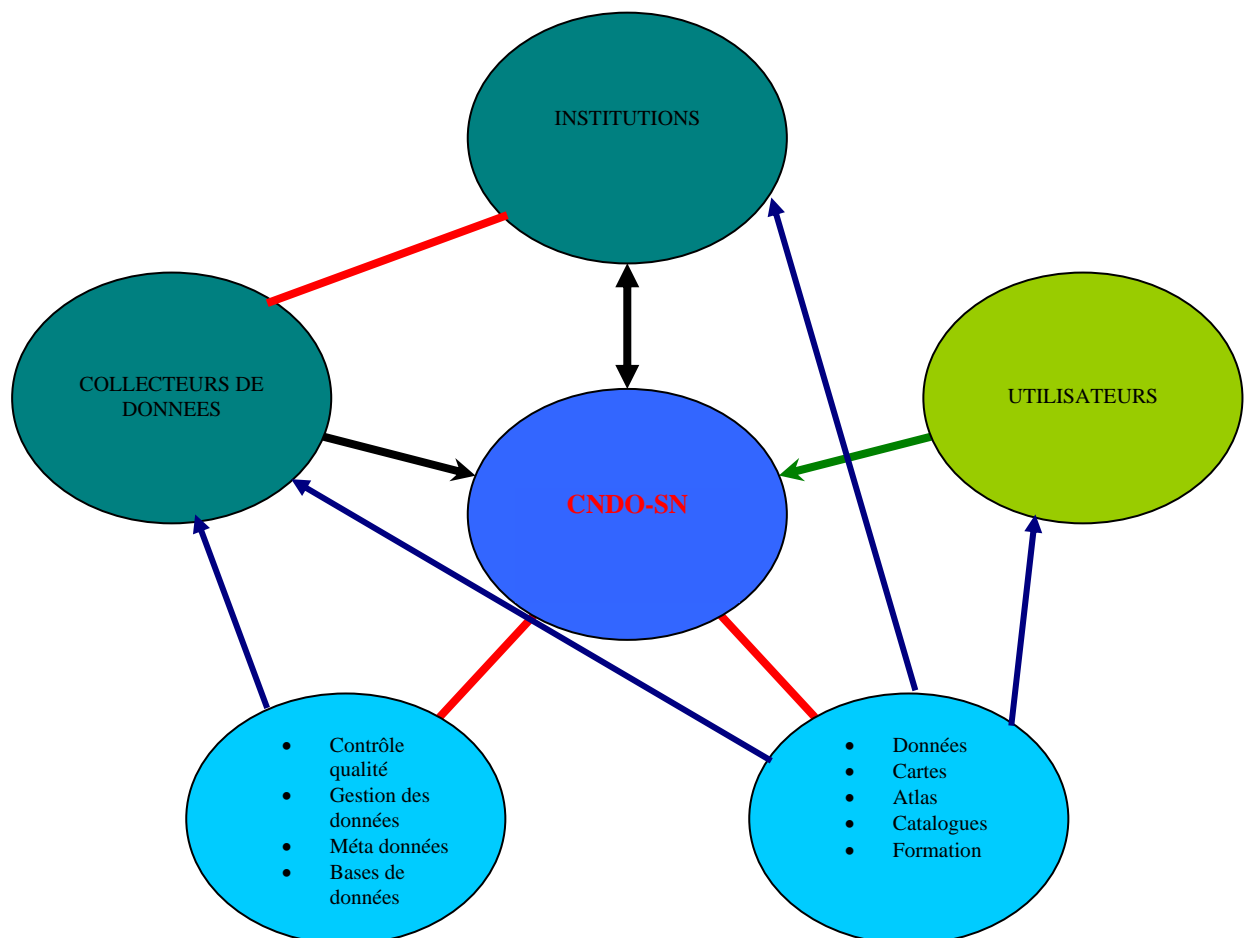 INSTITUTIONS
COLLECTEURS DE
DONNEES
UTILISATEURS
CNDO-SN
• Contrôle
qualité
• Gestion des
données
• Méta données
• Bases de
données
• Données
• Cartes
• Atlas
• Catalogues
• Formation